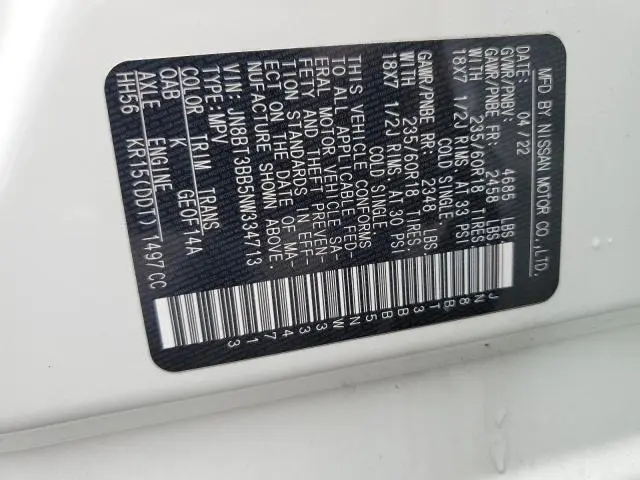 MFD BY NISSAN MOTOR CO.,LTD.
DATE: 04/22
GVWR/PNBV: 4685 LBS.
GAWR/PNBE FR: 2458 LBS
WITH 235/60R18 TIRES
18X7 1/2J RIMS AT 33 PSI
COLD SINGLE
GAWR/PNBE RR: 2348 LBS.
WITH 235/60R18 TIRES
18X7 1/2J RIMS AT 30 PSI
COLD SINGLE
THIS VEHICLE CONFORMS
TO ALL APPLICABLE FED-
ERAL MOTOR VEHICLE SA-
FETY AND THEFT PREVEN-
TION STANDARDS IN EFF-
ECT ON THE DATE OF MA-
NUFACTURE SHOWN ABOVE.
VIN: JN8BT3BB5NW334713
TYPE: MPV
COLOR TRIM TRANS
QAB K GE0F14A
AXLE ENGINE
HH56 KR15(DDT) T497CC
JN8BT3BB5NW334713